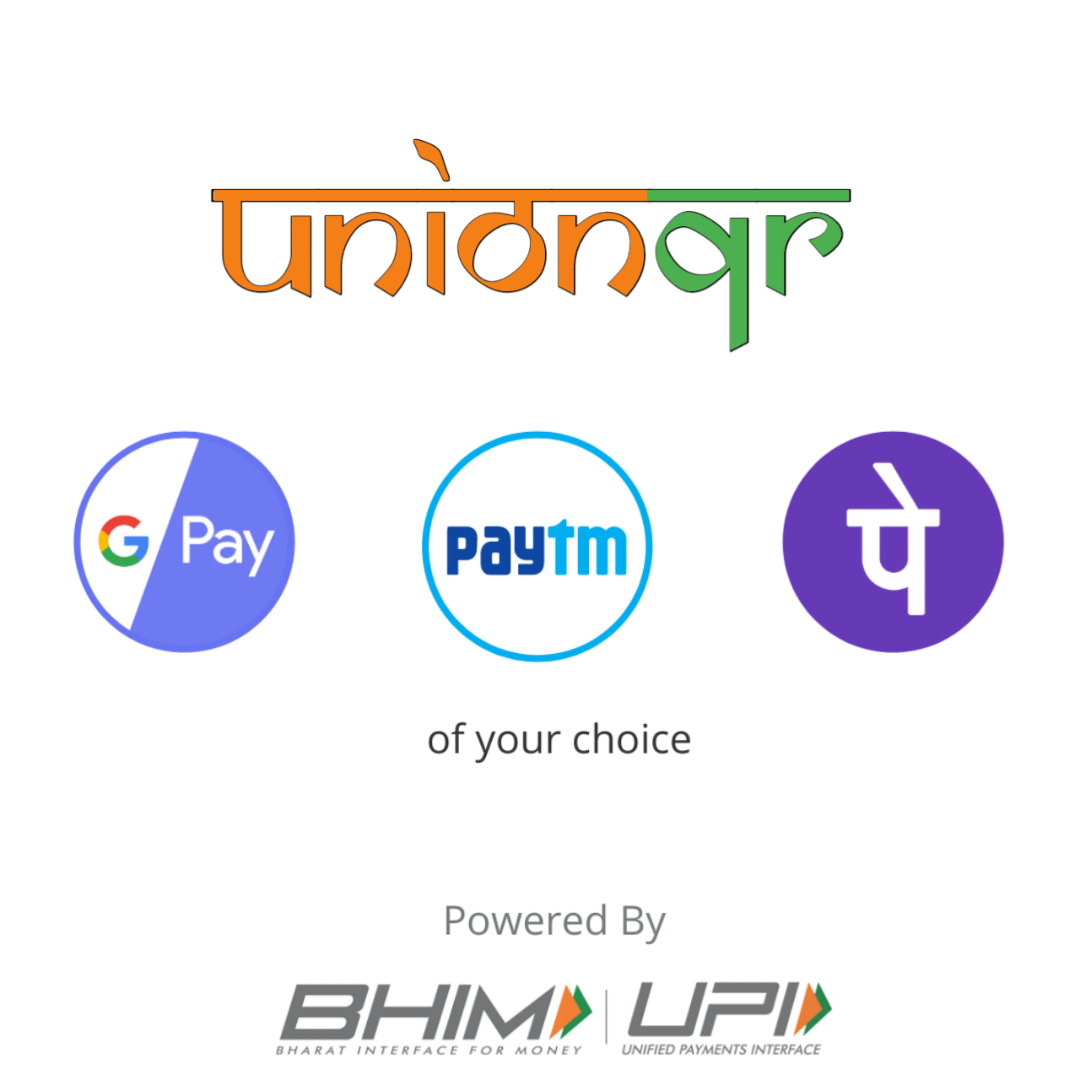 unionqr
G Pay
paytm
पे
of your choice
Powered By
BHIM UPI
BHARAT INTERFACE FOR MONEY UNIFIED PAYMENTS INTERFACE